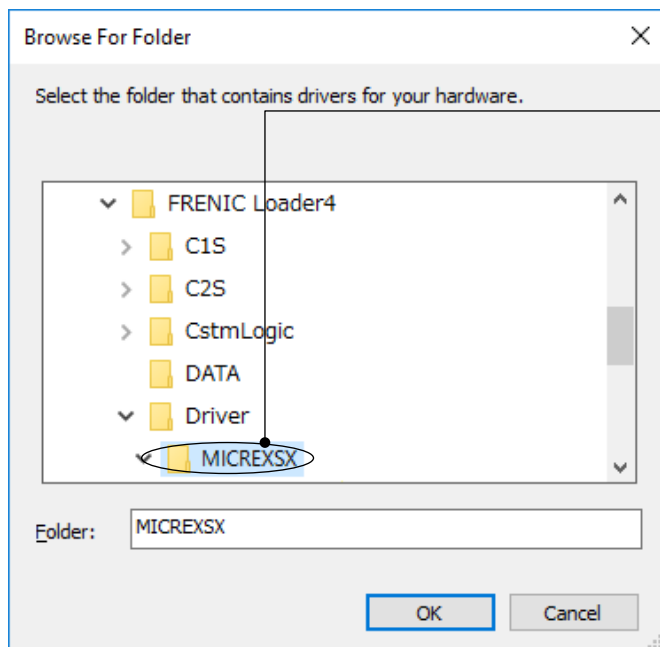 Browse For Folder
Select the folder that contains drivers for your hardware.
FRENIC Loader4
C1S
C2S
CstmLogic
DATA
Driver
MICREXSX
Folder: MICREXSX
OK Cancel